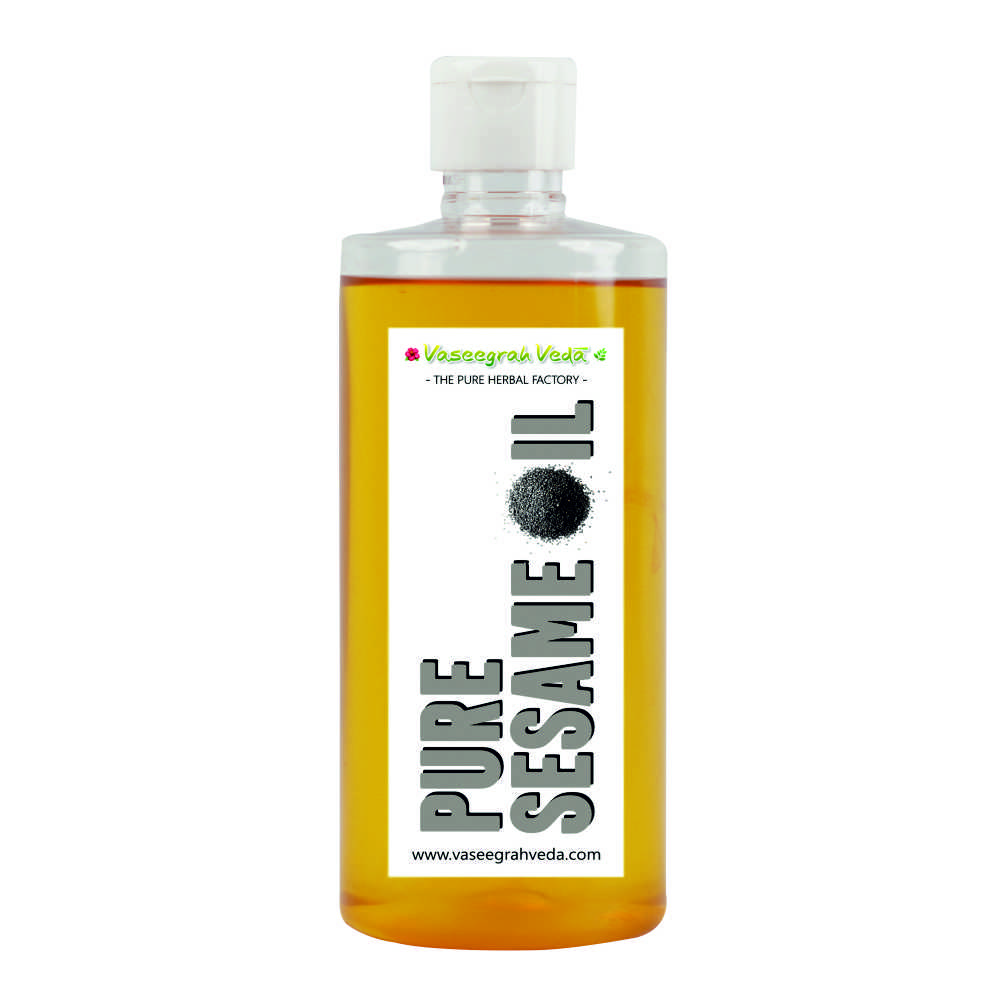 Vaseegrah Veda
- THE PURE HERBAL FACTORY -
PURE
SESAME OIL
www.vaseegrahveda.com